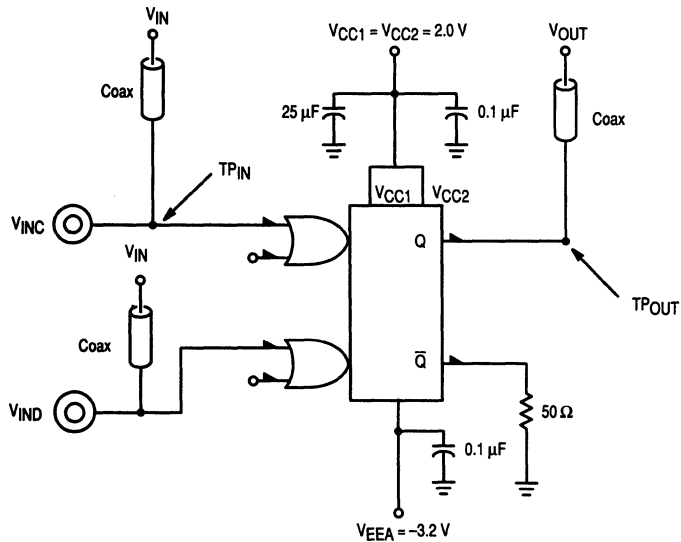 VIN
VCC1 = VCC2 = 2.0 V
VOUT
Coax
25 µF
0.1 µF
Coax
TPIN
VCC1
VCC2
VINC
Q
VIN
TPOUT
Coax
Q̅
VIND
50 Ω
0.1 µF
VEEA = –3.2 V